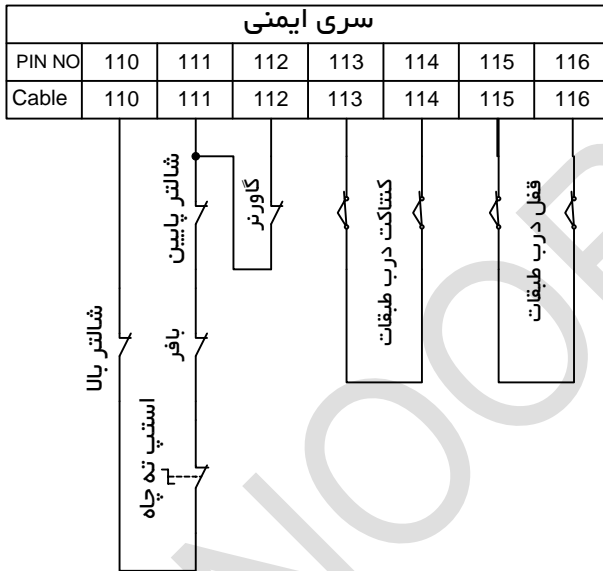 سری ایمنی
PIN NO 110 111 112 113 114 115 116
Cable 110 111 112 113 114 115 116
شالتر بالا
شالتر پایین
بافر
استپ ته چاه
گاورنر
کنتاکت درب طبقات
قفل درب طبقات
NOOR